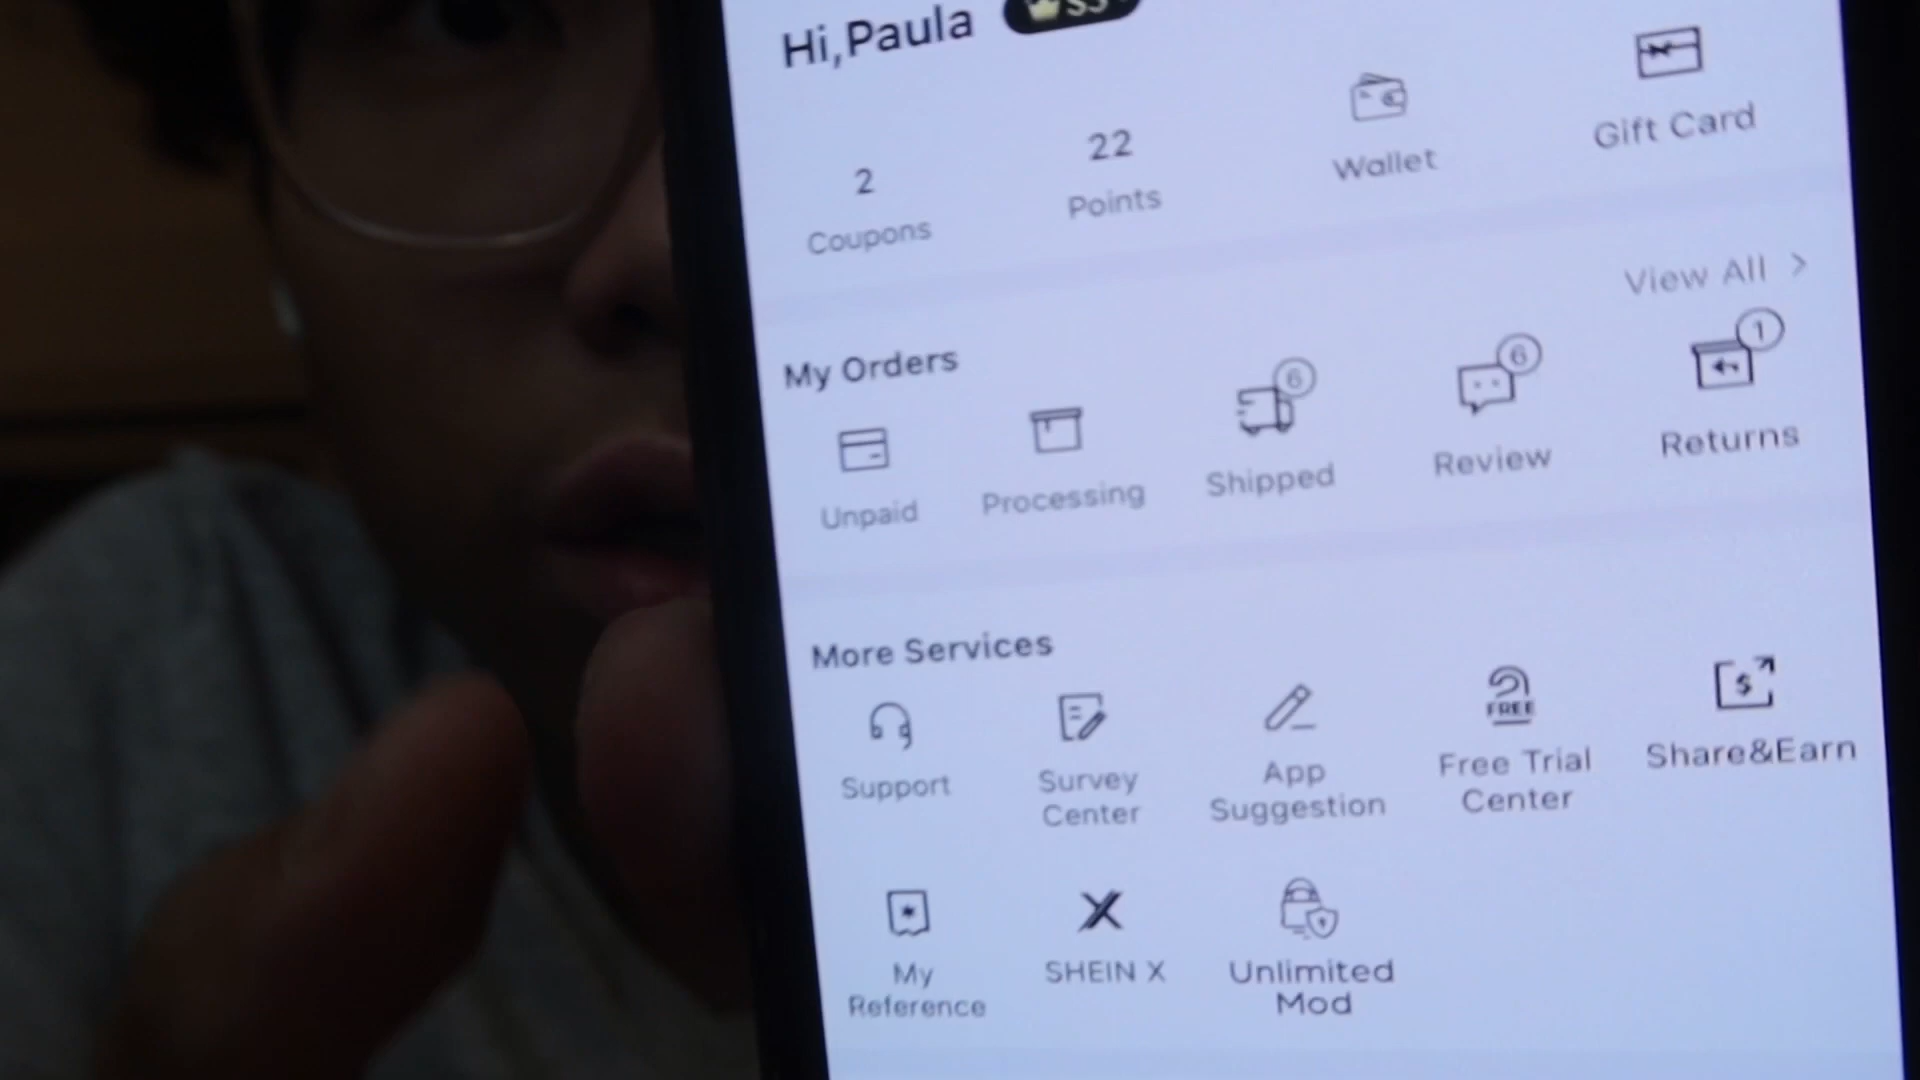 Hi,Paula
2
22
Coupons
Points
Wallet
Gift Card
My Orders
View All >
6
6
1
Unpaid
Processing
Shipped
Review
Returns
More Services
FREE
$
Support
Survey
Center
App
Suggestion
Free Trial
Center
Share&Earn
My
Reference
SHEIN X
Unlimited
Mod